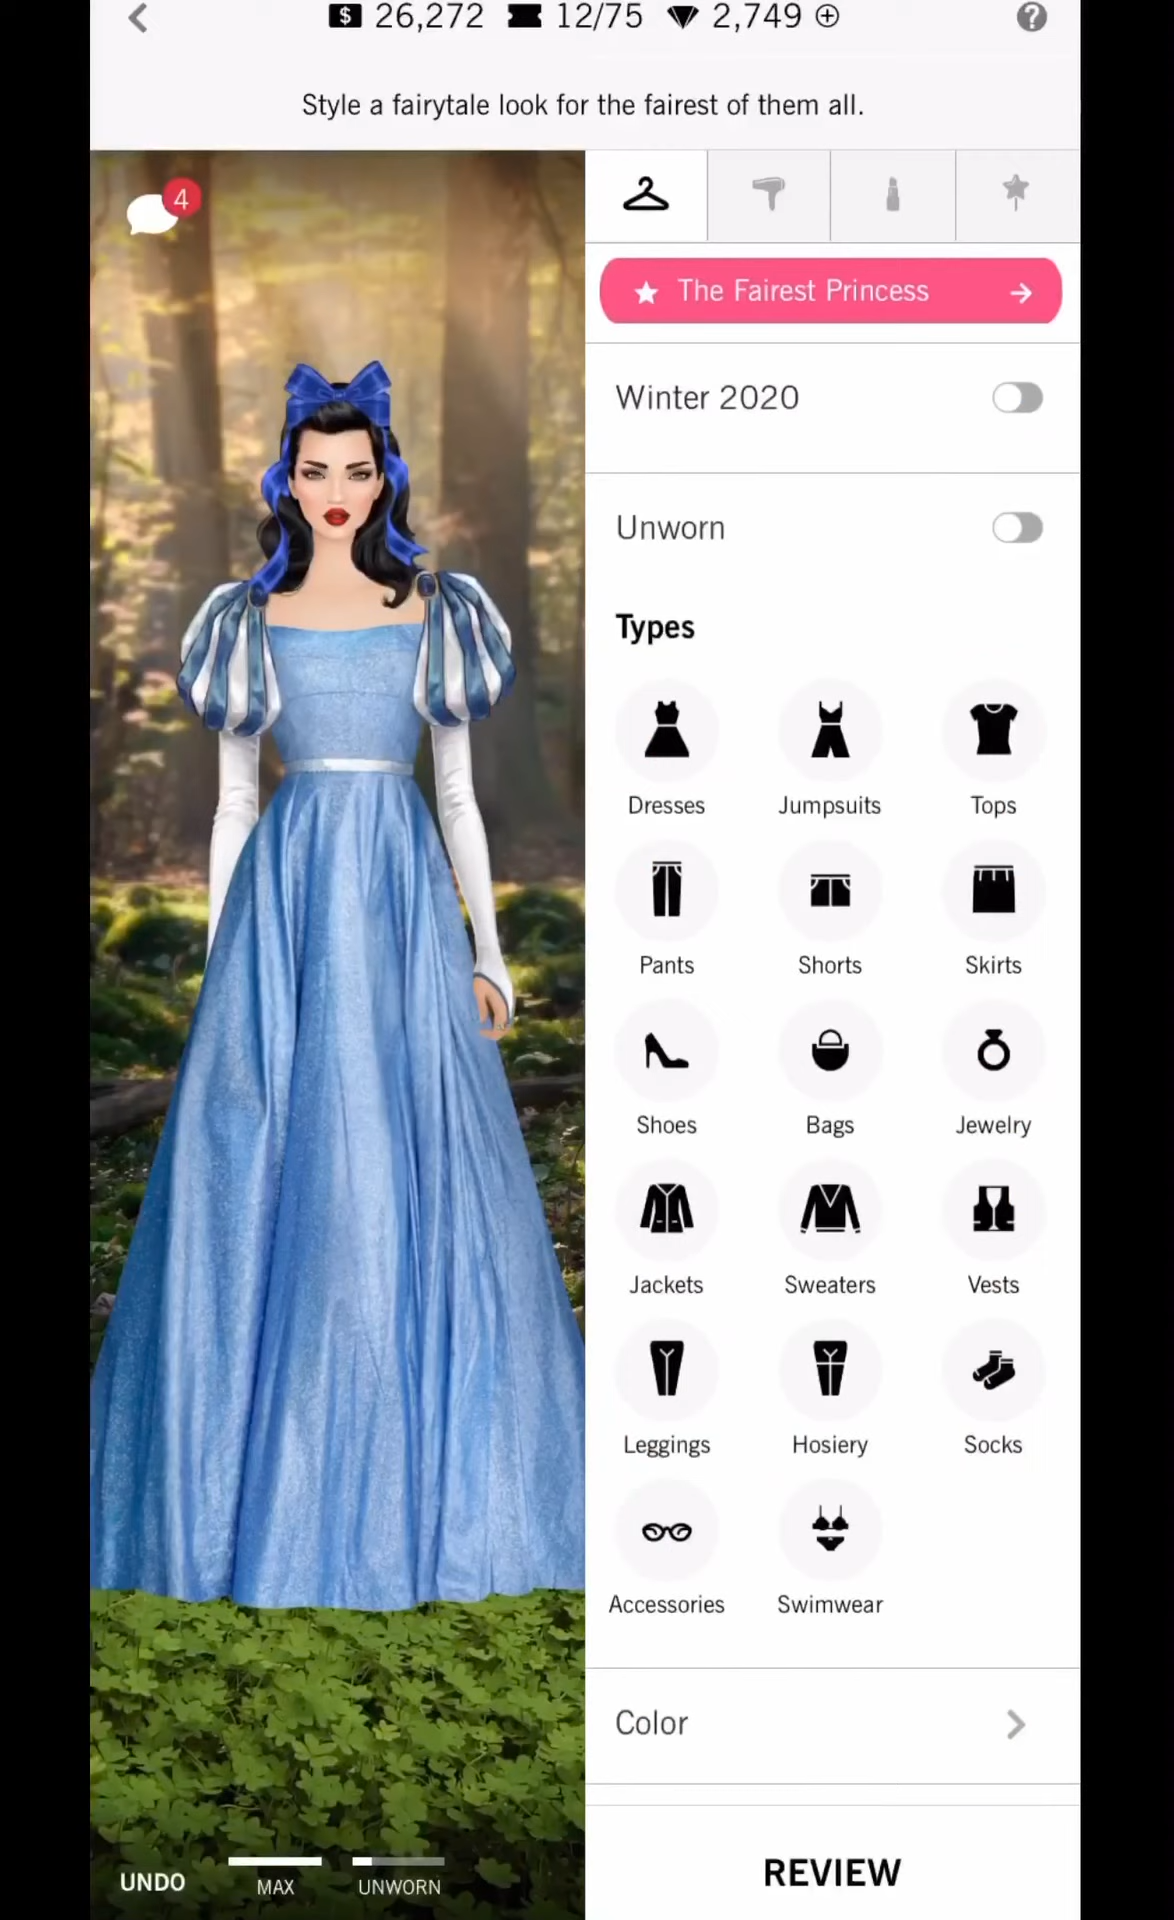 $ 26,272 12/75 2,749
Style a fairytale look for the fairest of them all.
4
The Fairest Princess
Winter 2020
Unworn
Types
Dresses Jumpsuits Tops
Pants Shorts Skirts
Shoes Bags Jewelry
Jackets Sweaters Vests
Leggings Hosiery Socks
Accessories Swimwear
Color
UNDO MAX UNWORN
REVIEW